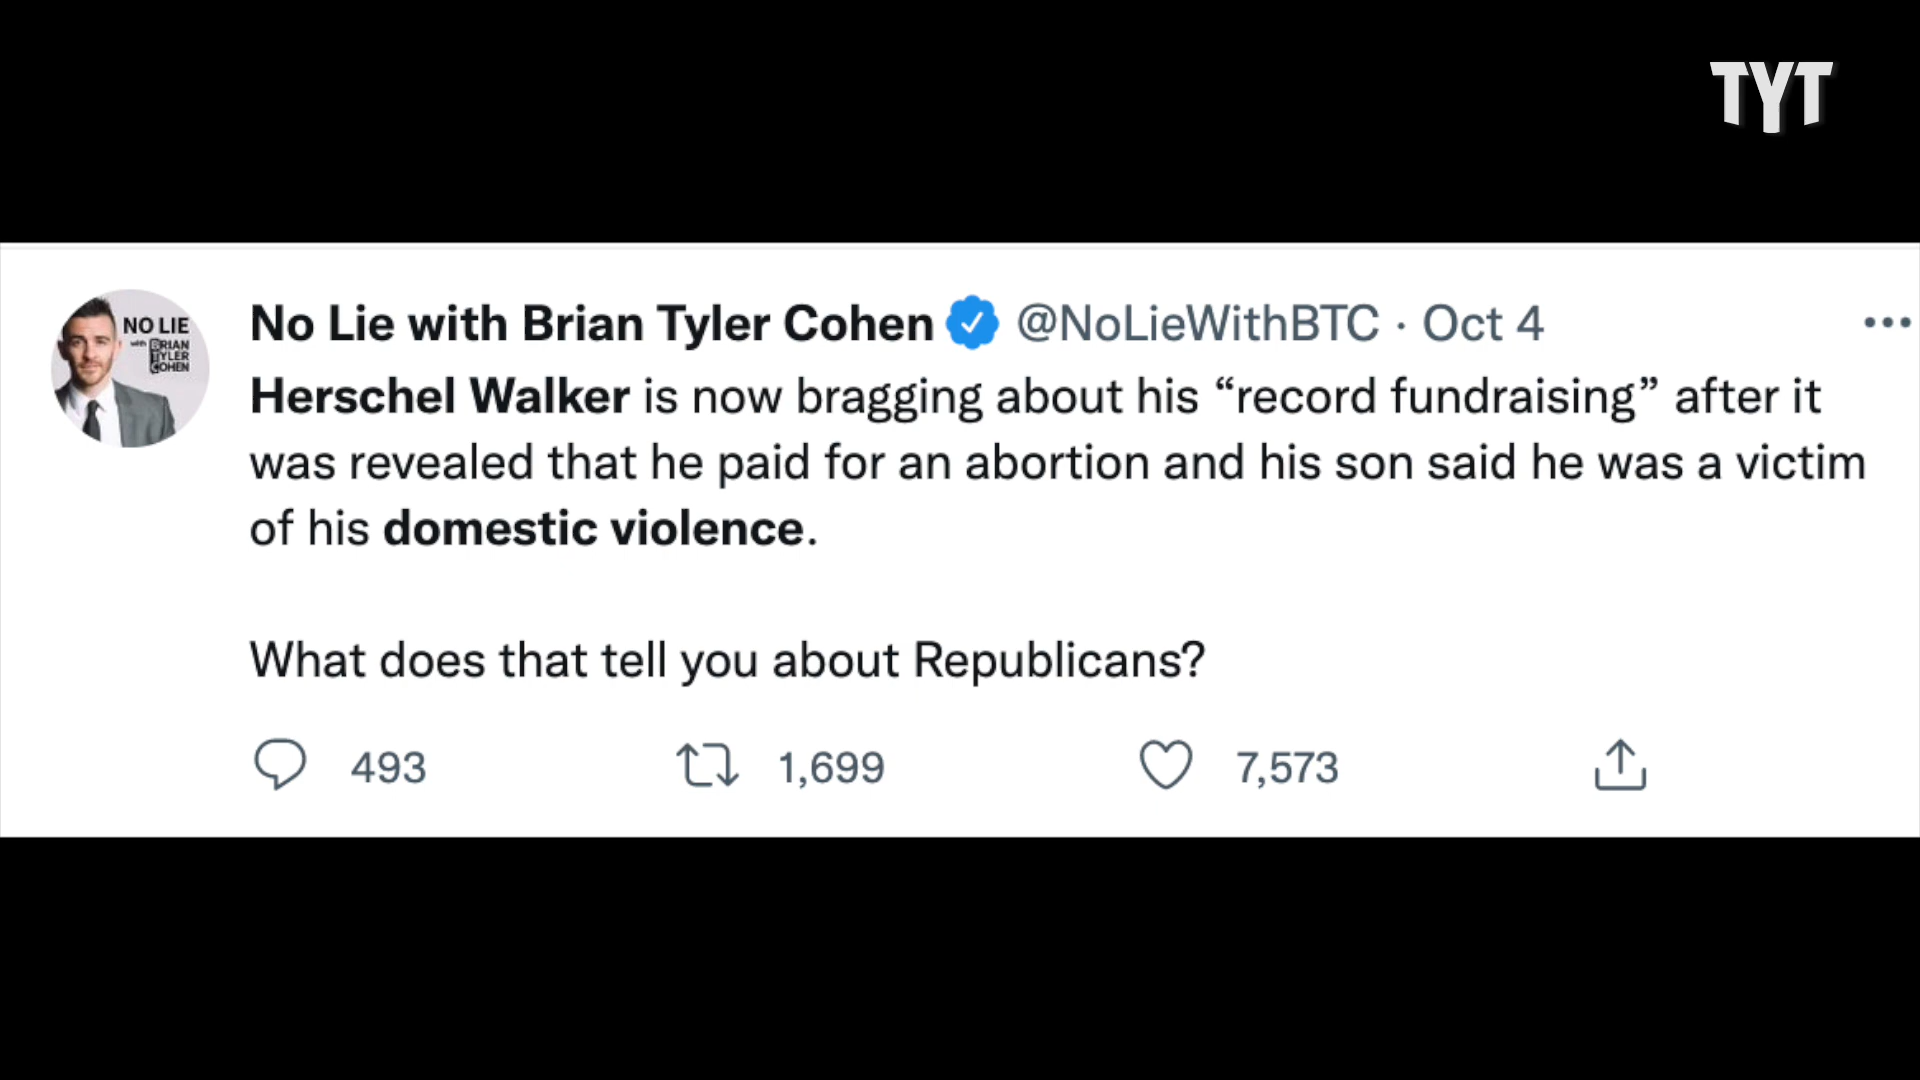 TYT
NO LIE
with BRIAN
TYLER
COHEN
No Lie with Brian Tyler Cohen @NoLieWithBTC · Oct 4
Herschel Walker is now bragging about his “record fundraising” after it
was revealed that he paid for an abortion and his son said he was a victim
of his domestic violence.
What does that tell you about Republicans?
493 1,699 7,573